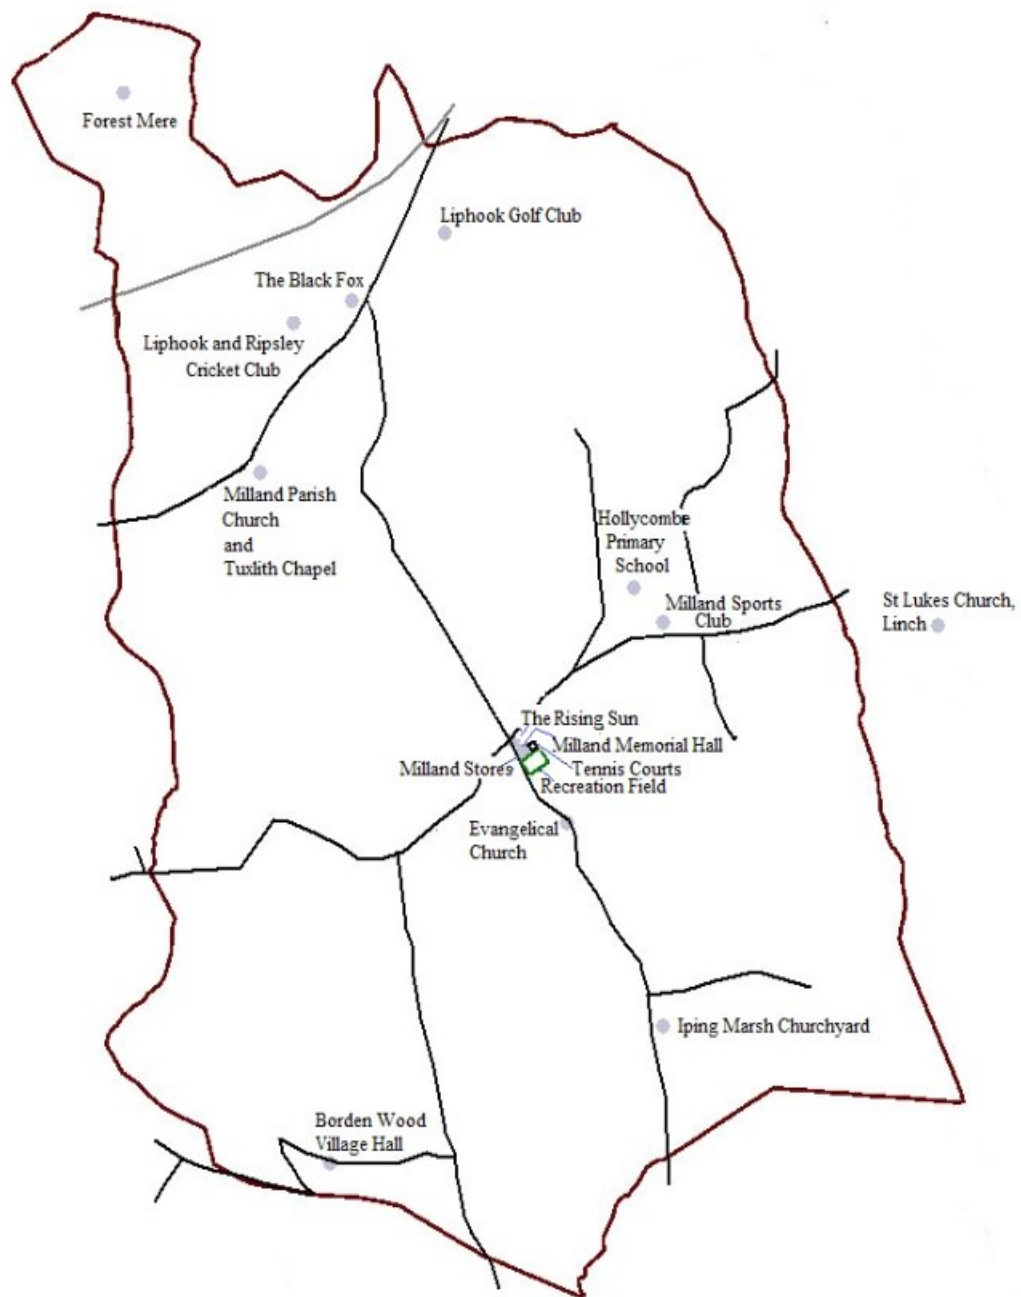 Forest Mere
Liphook Golf Club
The Black Fox
Liphook and Ripsley
Cricket Club
Milland Parish
Church
and
Tuxlith Chapel
Hollycombe
Primary
School
Milland Sports
Club
St Lukes Church,
Linch
The Rising Sun
Milland Memorial Hall
Milland Stores
Tennis Courts
Recreation Field
Evangelical
Church
Iping Marsh Churchyard
Borden Wood
Village Hall